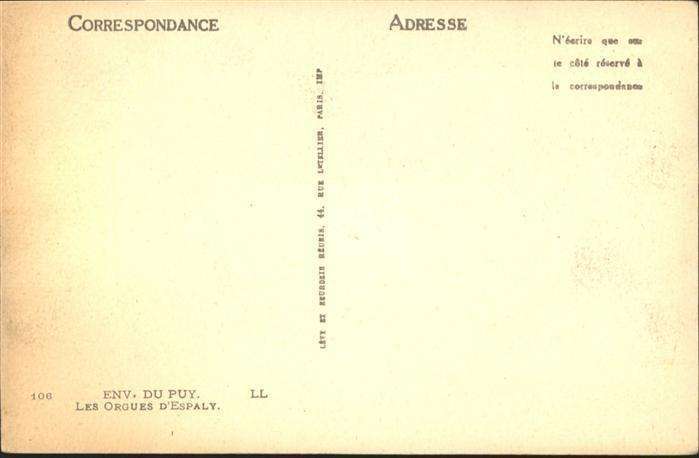 CORRESPONDANCE
ADRESSE
N'écrire que sur
le côté réservé à
la correspondance
LÉVY ET NEURDEIN RÉUNIS, 44, RUE LETELLIER, PARIS, IMP
106 ENV. DU PUY. LL
LES ORGUES D'ESPALY.